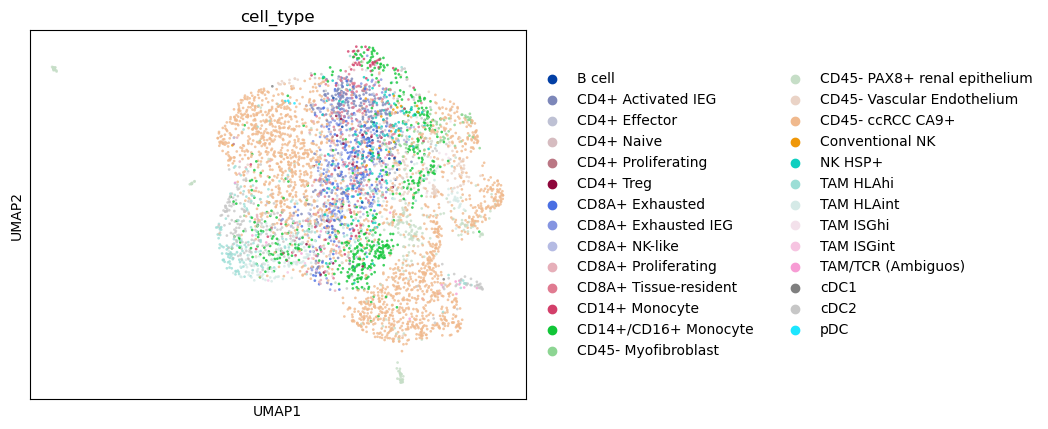 cell_type
UMAP2
UMAP1
B cell
CD4+ Activated IEG
CD4+ Effector
CD4+ Naive
CD4+ Proliferating
CD4+ Treg
CD8A+ Exhausted
CD8A+ Exhausted IEG
CD8A+ NK-like
CD8A+ Proliferating
CD8A+ Tissue-resident
CD14+ Monocyte
CD14+/CD16+ Monocyte
CD45- Myofibroblast
CD45- PAX8+ renal epithelium
CD45- Vascular Endothelium
CD45- ccRCC CA9+
Conventional NK
NK HSP+
TAM HLAhi
TAM HLAint
TAM ISGhi
TAM ISGint
TAM/TCR (Ambiguos)
cDC1
cDC2
pDC